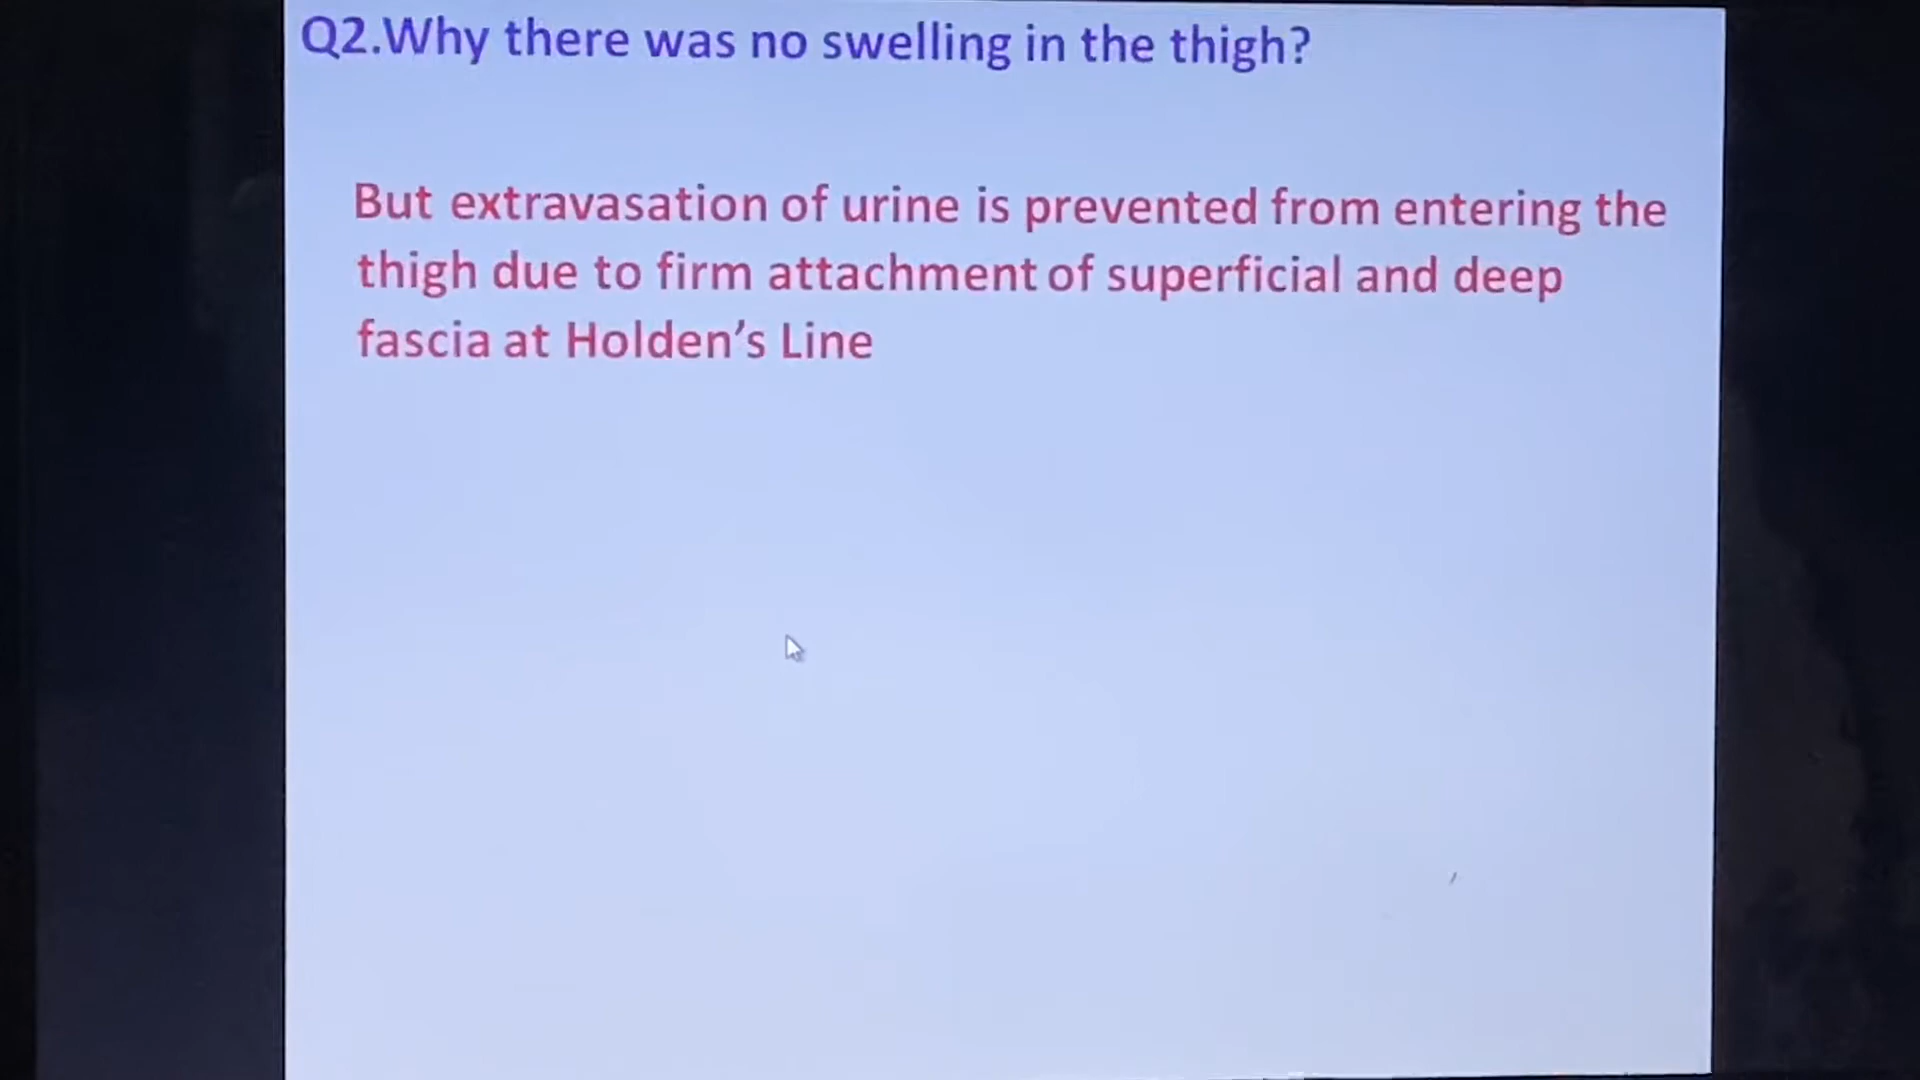 Q2.Why there was no swelling in the thigh?
But extravasation of urine is prevented from entering the
thigh due to firm attachment of superficial and deep
fascia at Holden’s Line